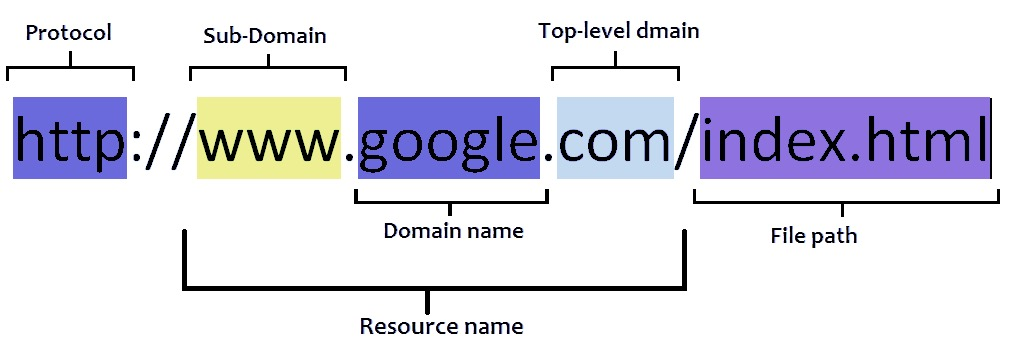 Protocol
Sub-Domain
Top-level dmain
http://www.google.com/index.html
Domain name
File path
Resource name